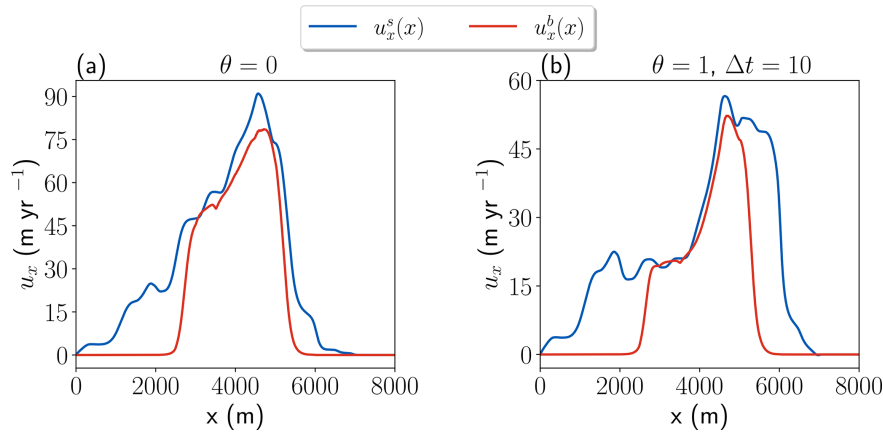 u_x^s(x) u_x^b(x)
(a) θ = 0
(b) θ = 1, Δt = 10
u_x (m yr⁻¹)
90
75
60
45
30
15
0
0 2000 4000 6000 8000
x (m)
u_x (m yr⁻¹)
60
45
30
15
0
0 2000 4000 6000 8000
x (m)